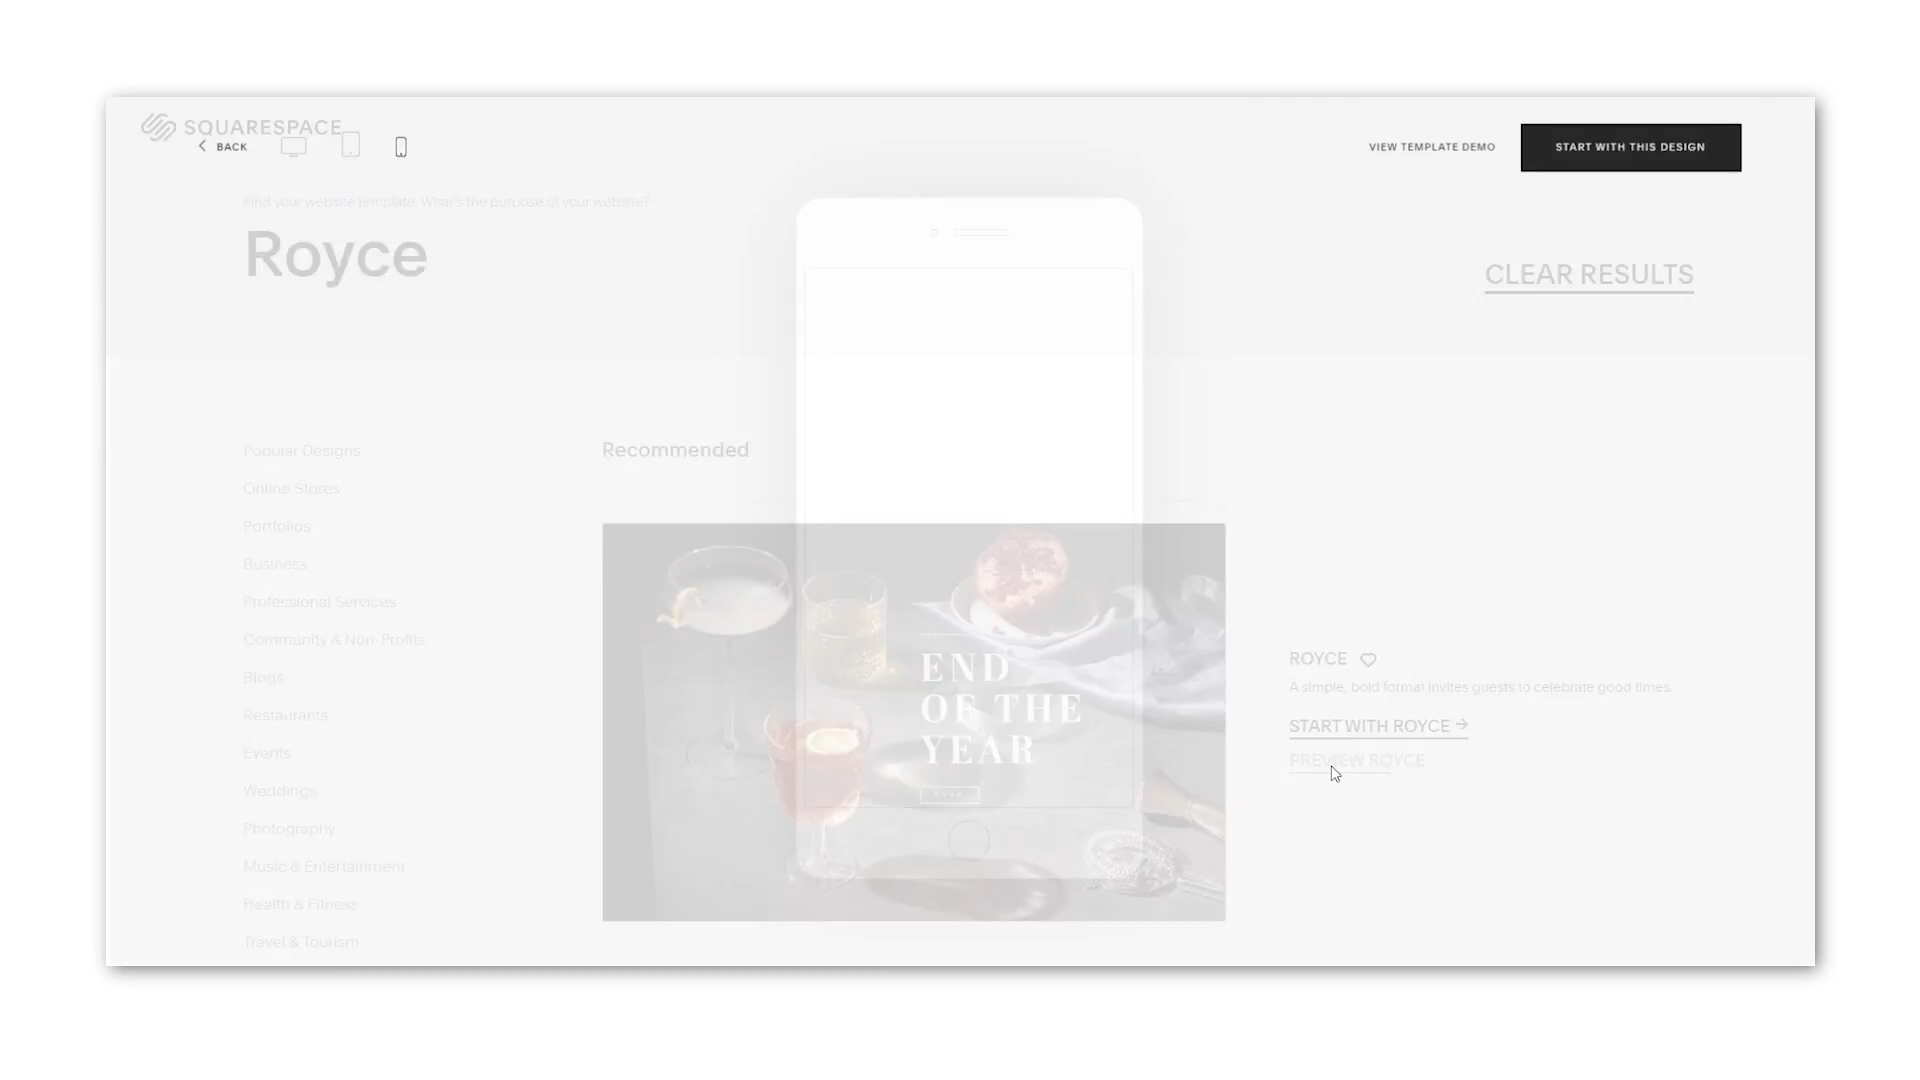 SQUARESPACE
BACK
VIEW TEMPLATE DEMO
START WITH THIS DESIGN
Find your website template. What's the purpose of your website?
Royce
CLEAR RESULTS
Popular Designs
Online Stores
Portfolios
Business
Professional Services
Community & Non-Profits
Blogs
Restaurants
Events
Weddings
Photography
Music & Entertainment
Health & Fitness
Travel & Tourism
Recommended
END
OF THE
YEAR
ROYCE
A simple, bold format invites guests to celebrate good times.
START WITH ROYCE →
PREVIEW ROYCE